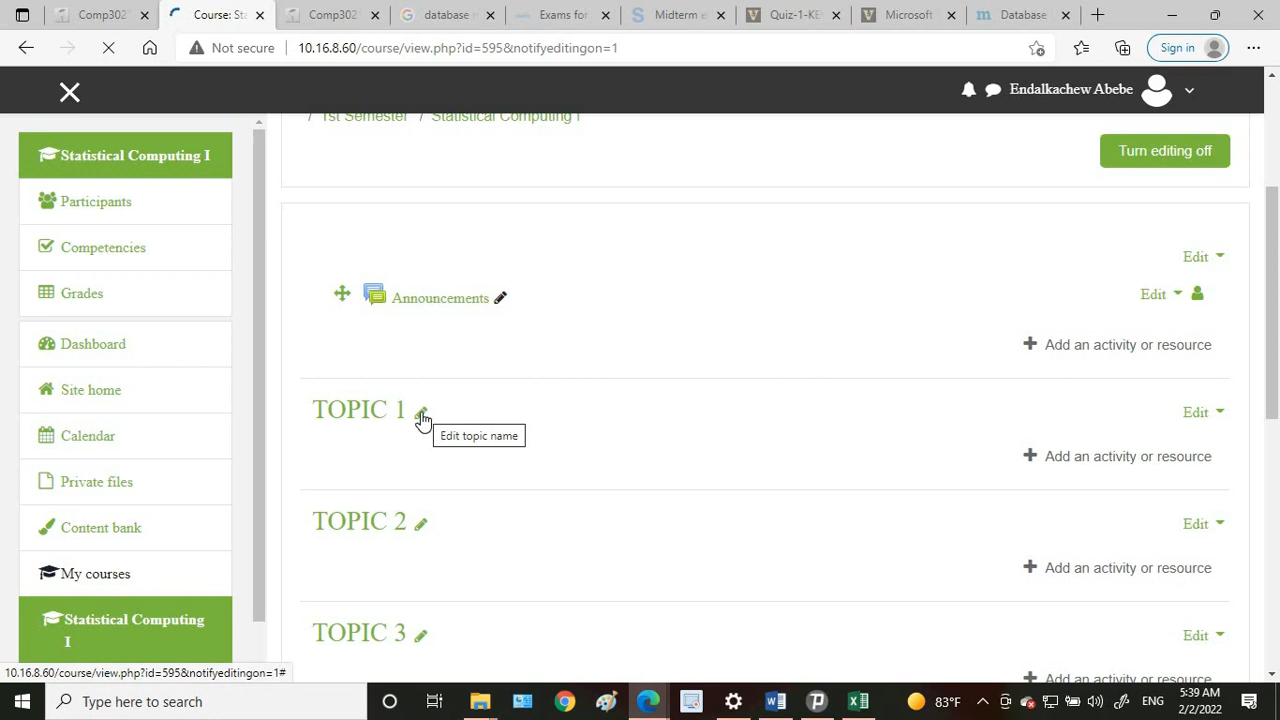 Comp302
Course: Sta
Comp302
database m
Exams for
Midterm e
Quiz-1-KE
Microsoft
Database
Not secure
10.16.8.60/course/view.php?id=595&notifyeditingon=1
Sign in
Endalkachew Abebe
/ 1st Semester / Statistical Computing I
Turn editing off
Statistical Computing I
Participants
Competencies
Grades
Dashboard
Site home
Calendar
Private files
Content bank
My courses
Statistical Computing
I
Edit
Announcements
Edit
Add an activity or resource
TOPIC 1
Edit
Edit topic name
Add an activity or resource
TOPIC 2
Edit
Add an activity or resource
TOPIC 3
Edit
Add an activity or resource
10.16.8.60/course/view.php?id=595&notifyeditingon=1#
Type here to search
83°F
ENG
5:39 AM
2/2/2022